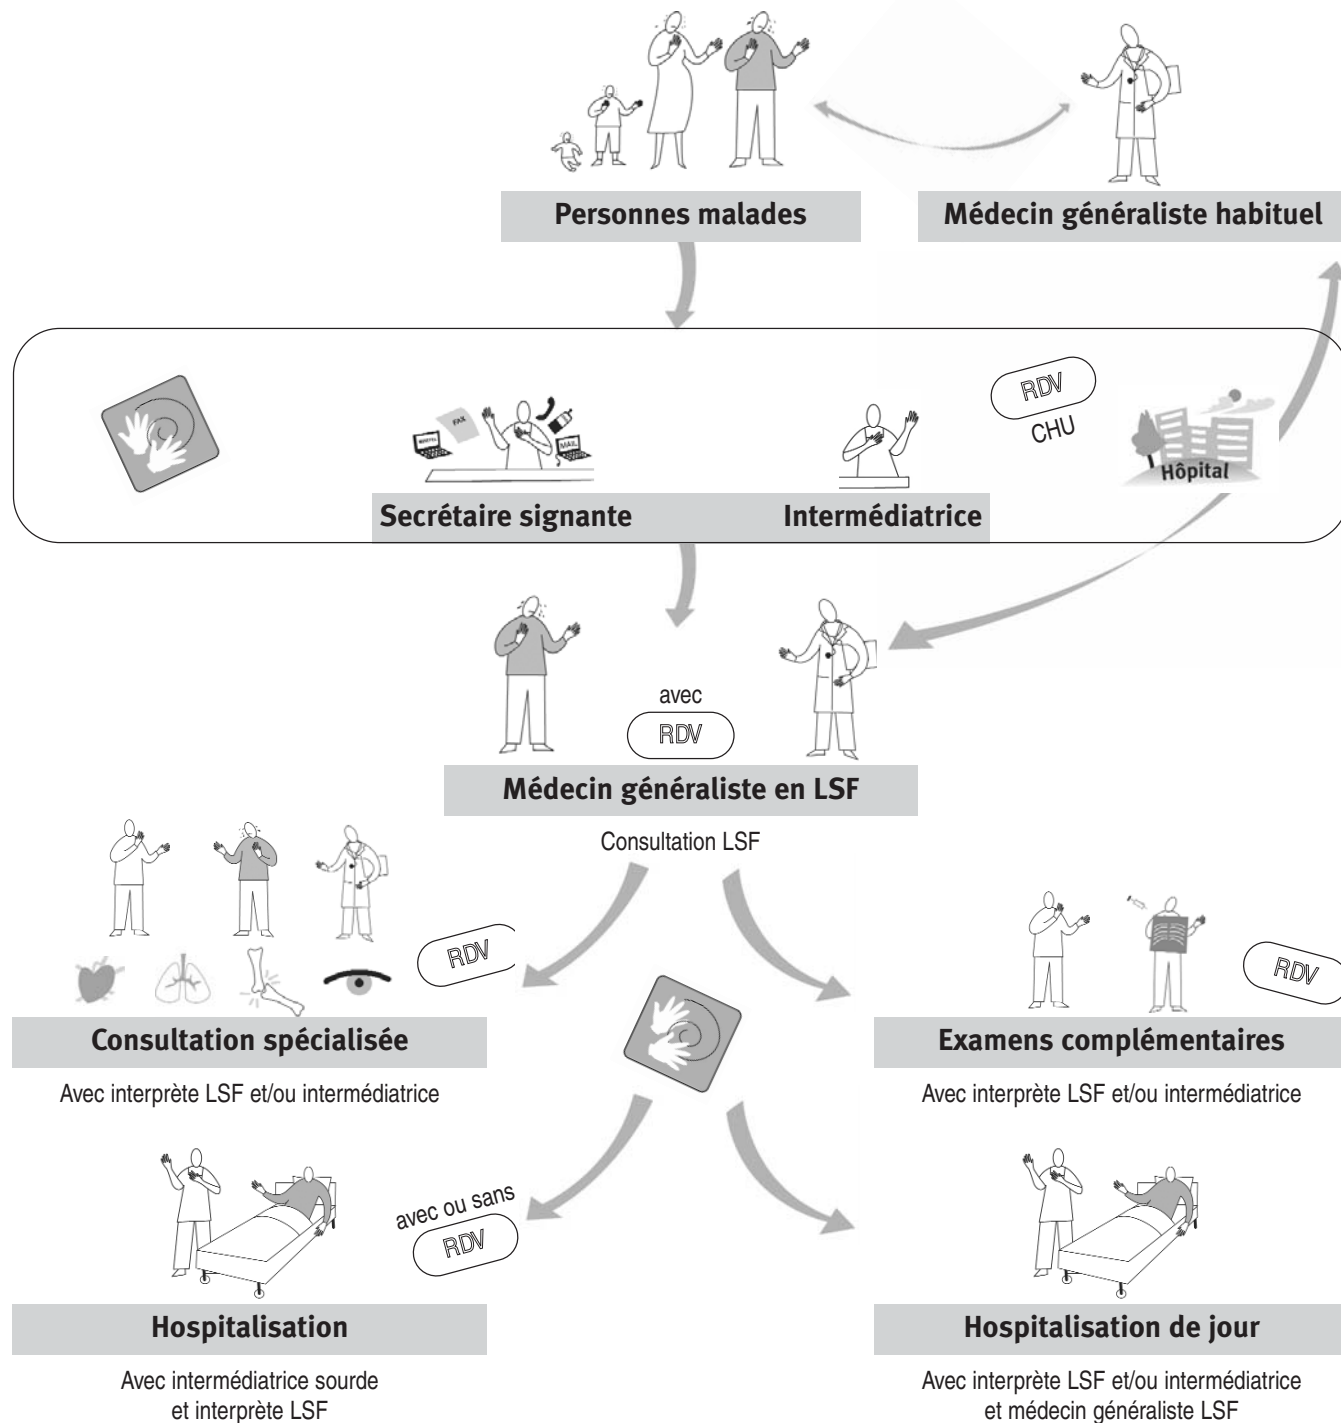 Personnes malades
Médecin généraliste habituel
FAX
MAIL
RDV
CHU
Hôpital
Secrétaire signante
Intermédiatrice
avec
RDV
Médecin généraliste en LSF
Consultation LSF
RDV
RDV
Consultation spécialisée
Examens complémentaires
Avec interprète LSF et/ou intermédiatrice
Avec interprète LSF et/ou intermédiatrice
avec ou sans
RDV
Hospitalisation
Hospitalisation de jour
Avec intermédiatrice sourde
et interprète LSF
Avec interprète LSF et/ou intermédiatrice
et médecin généraliste LSF